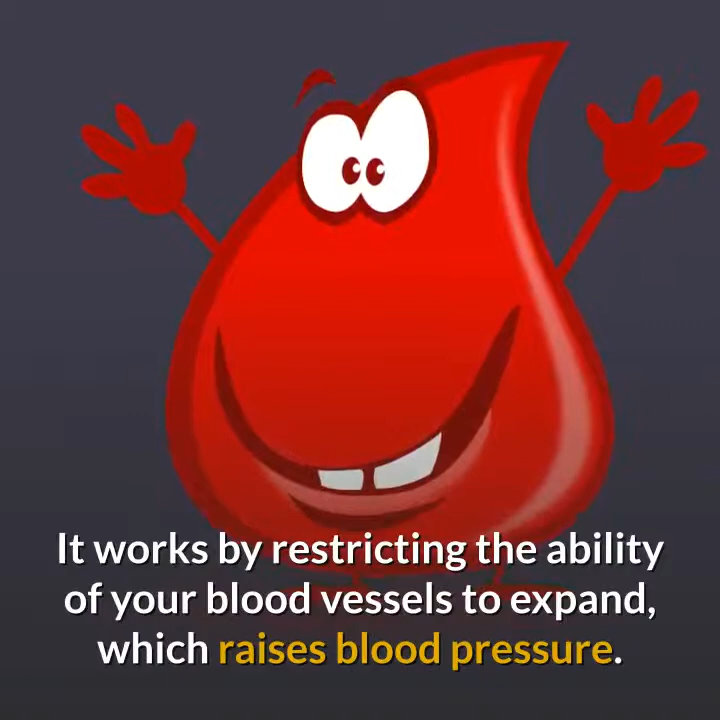 It works by restricting the ability
of your blood vessels to expand,
which raises blood pressure.